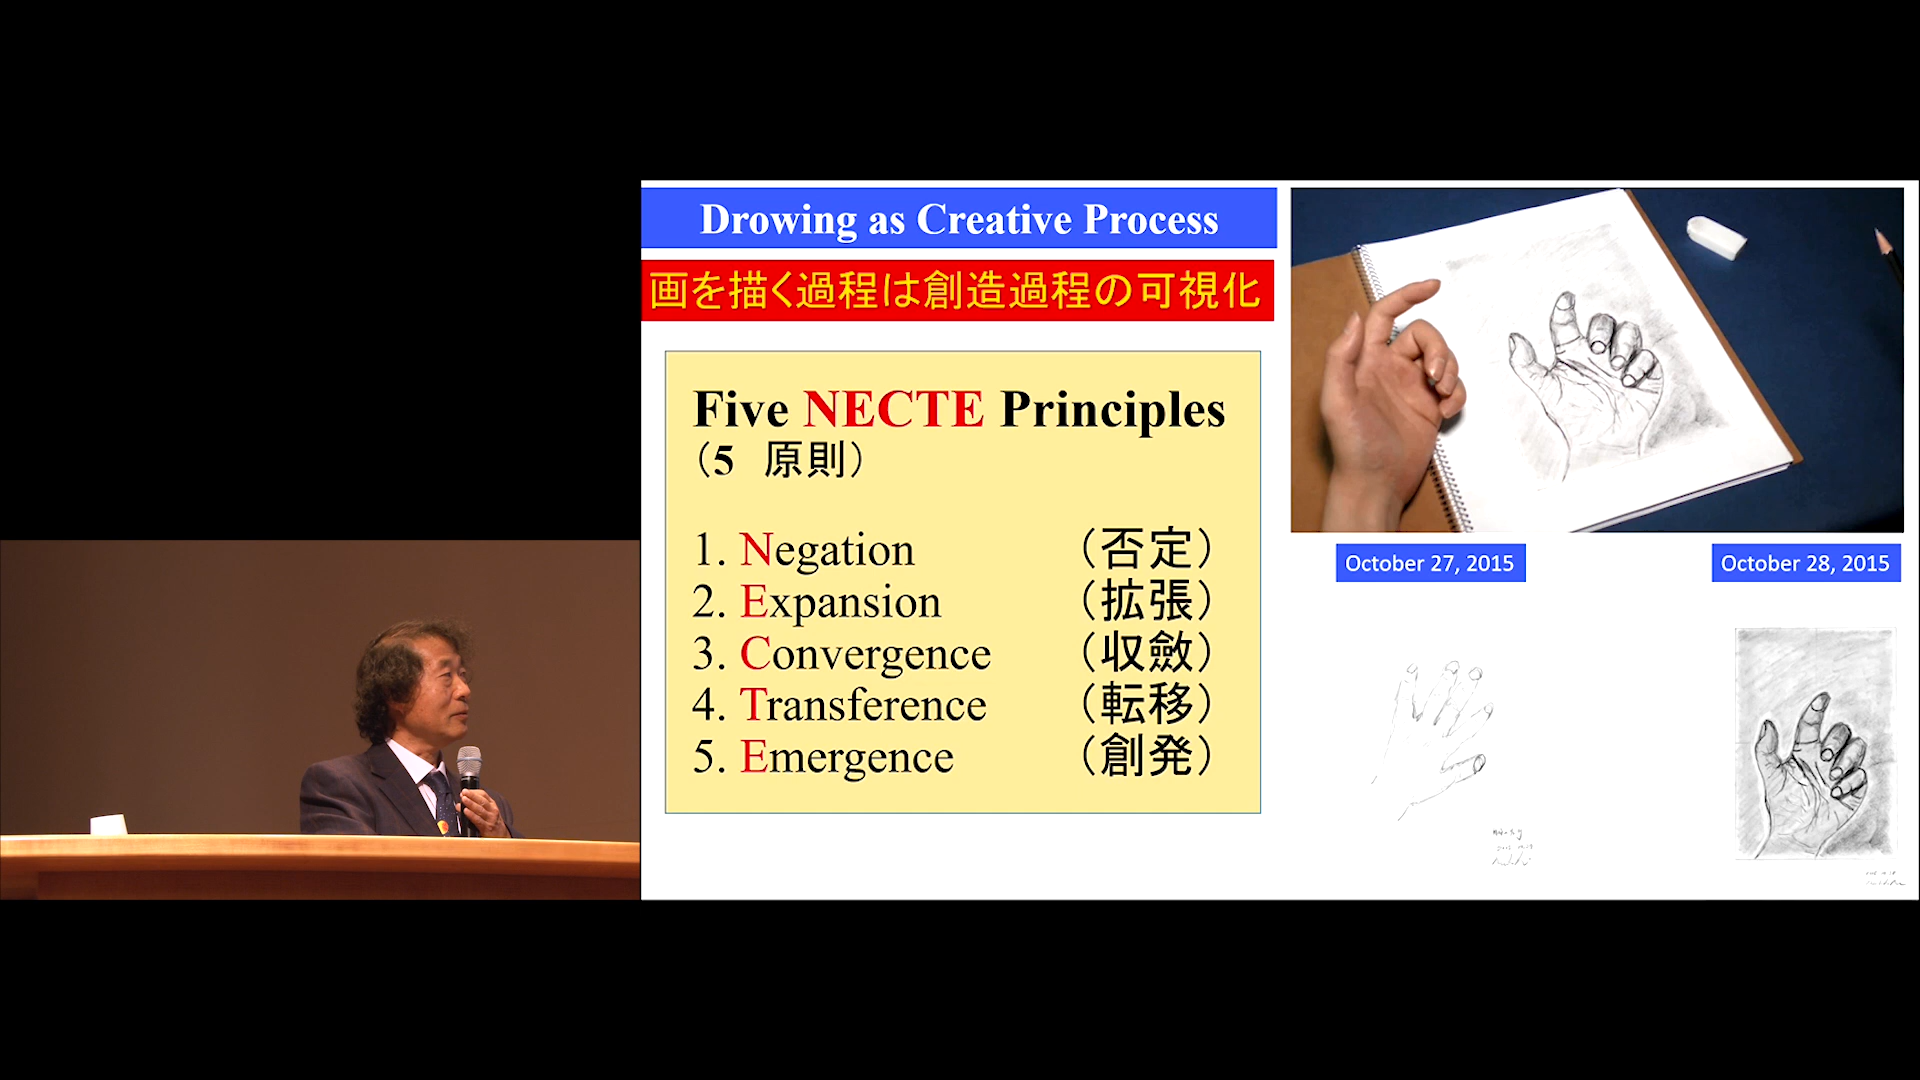 Drowing as Creative Process
画を描く過程は創造過程の可視化
Five NECTE Principles
（5　原則）
1. Negation （否定）
2. Expansion （拡張）
3. Convergence （収斂）
4. Transference （転移）
5. Emergence （創発）
October 27, 2015
October 28, 2015